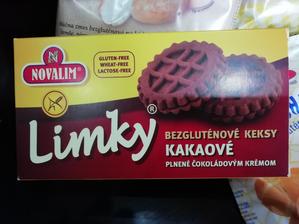 NOVALIM®
GLUTEN-FREE
WHEAT-FREE
LACTOSE-FREE
Limky®
BEZGLUTÉNOVÉ KEKSY
KAKAOVÉ
PLNENÉ ČOKOLÁDOVÝM KRÉMOM